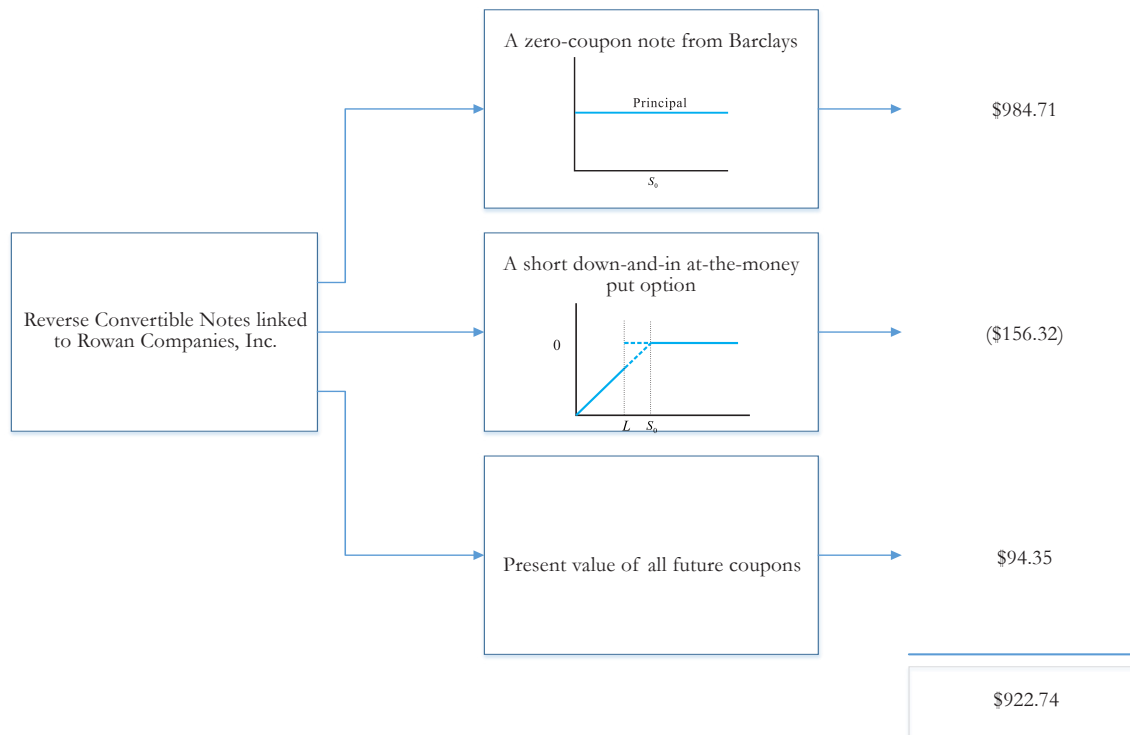 A zero-coupon note from Barclays
Principal
S₀
$984.71
Reverse Convertible Notes linked
to Rowan Companies, Inc.
A short down-and-in at-the-money
put option
0
L S₀
($156.32)
Present value of all future coupons
$94.35
$922.74